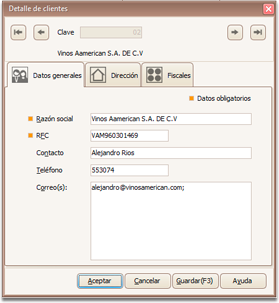 Detalle de clientes
Clave 02
Vinos Aamerican S.A. DE C.V
Datos generales Dirección Fiscales
Datos obligatorios
Razón social Vinos Aamerican S.A. DE C.V
RFC VAM960301469
Contacto Alejandro Rios
Teléfono 553074
Correo(s): alejandro@vinosamerican.com;
Aceptar Cancelar Guardar(F3) Ayuda